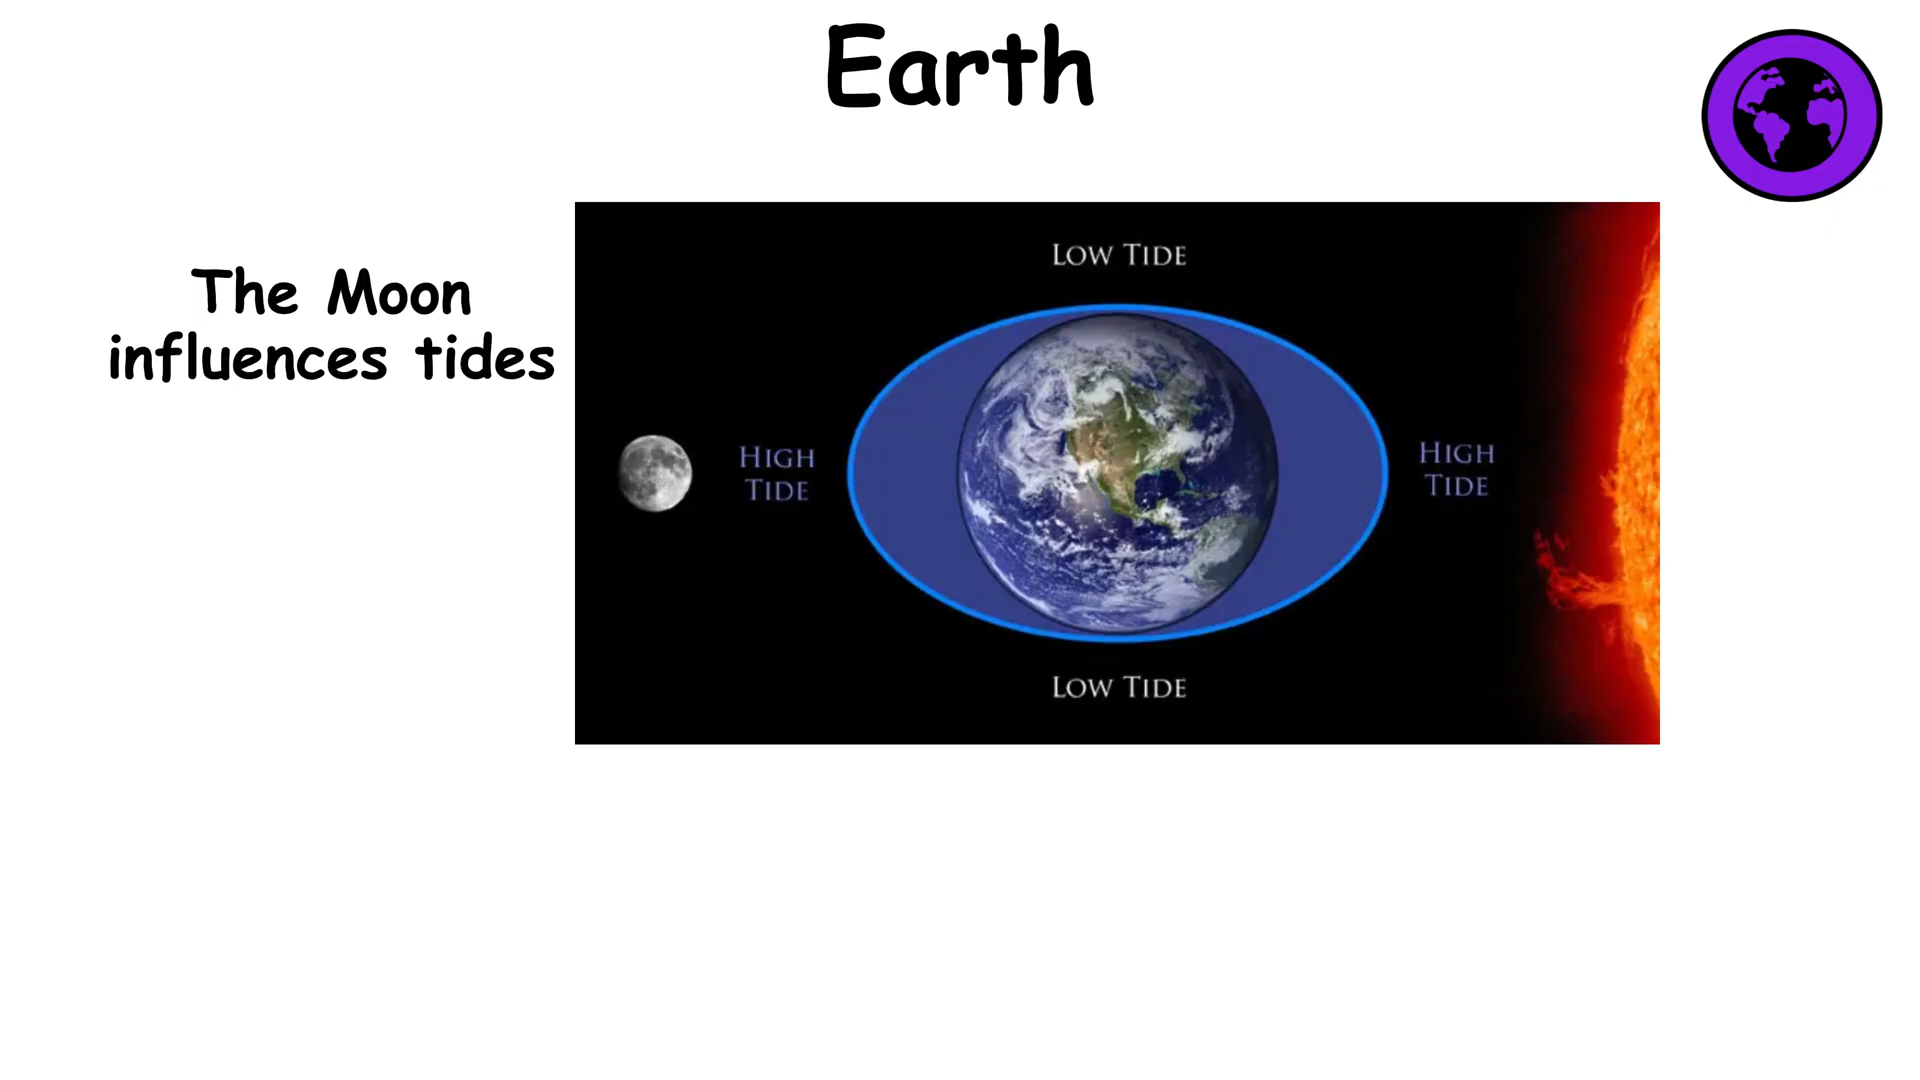 Earth
The Moon
influences tides
LOW TIDE
HIGH
TIDE
HIGH
TIDE
LOW TIDE